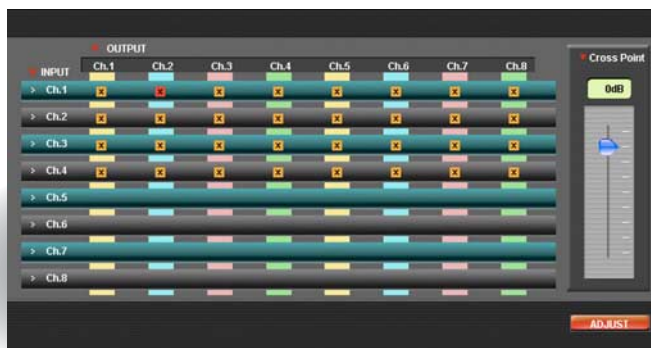 OUTPUT
INPUT
Ch.1 Ch.2 Ch.3 Ch.4 Ch.5 Ch.6 Ch.7 Ch.8
Cross Point
> Ch.1 X X X X X X X X
0dB
> Ch.2 X X X X X X X X
> Ch.3 X X X X X X X X
> Ch.4 X X X X X X X X
> Ch.5
> Ch.6
> Ch.7
> Ch.8
ADJUST